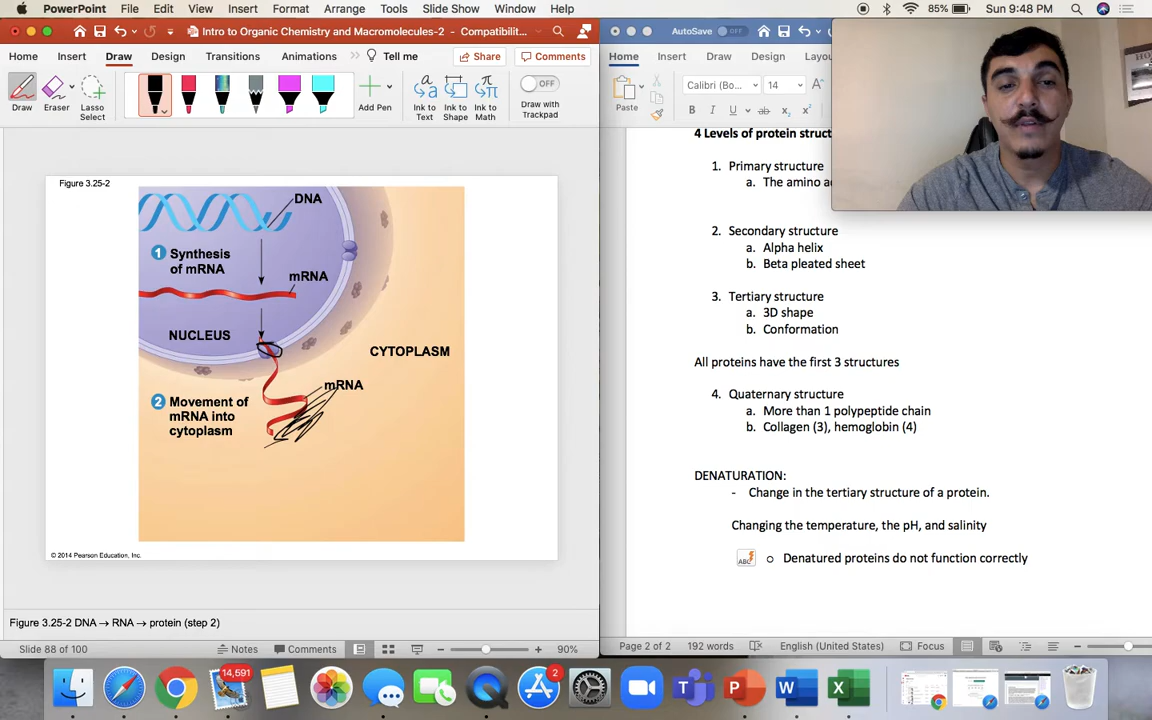 PowerPoint File Edit View Insert Format Arrange Tools Slide Show Window Help 85% Sun 9:48 PM
Intro to Organic Chemistry and Macromolecules-2 - Compatibilit...
AutoSave OFF
Home Insert Draw Design Transitions Animations Tell me Share Comments
Home Insert Draw Design Layou
Draw Eraser Lasso Select Add Pen Ink to Text Ink to Shape Ink to Math OFF Draw with Trackpad
Paste Calibri (Bo... 14
B I U ab x₂ x²
Figure 3.25-2
DNA
1 Synthesis
of mRNA
mRNA
NUCLEUS
CYTOPLASM
mRNA
2 Movement of
mRNA into
cytoplasm
© 2014 Pearson Education, Inc.
Figure 3.25-2 DNA → RNA → protein (step 2)
Slide 88 of 100 Notes Comments 90%
4 Levels of protein struct
1. Primary structure
a. The amino ac
2. Secondary structure
a. Alpha helix
b. Beta pleated sheet
3. Tertiary structure
a. 3D shape
b. Conformation
All proteins have the first 3 structures
4. Quaternary structure
a. More than 1 polypeptide chain
b. Collagen (3), hemoglobin (4)
DENATURATION:
- Change in the tertiary structure of a protein.
Changing the temperature, the pH, and salinity
ABC
o Denatured proteins do not function correctly
Page 2 of 2 192 words English (United States) Focus
14,691
2